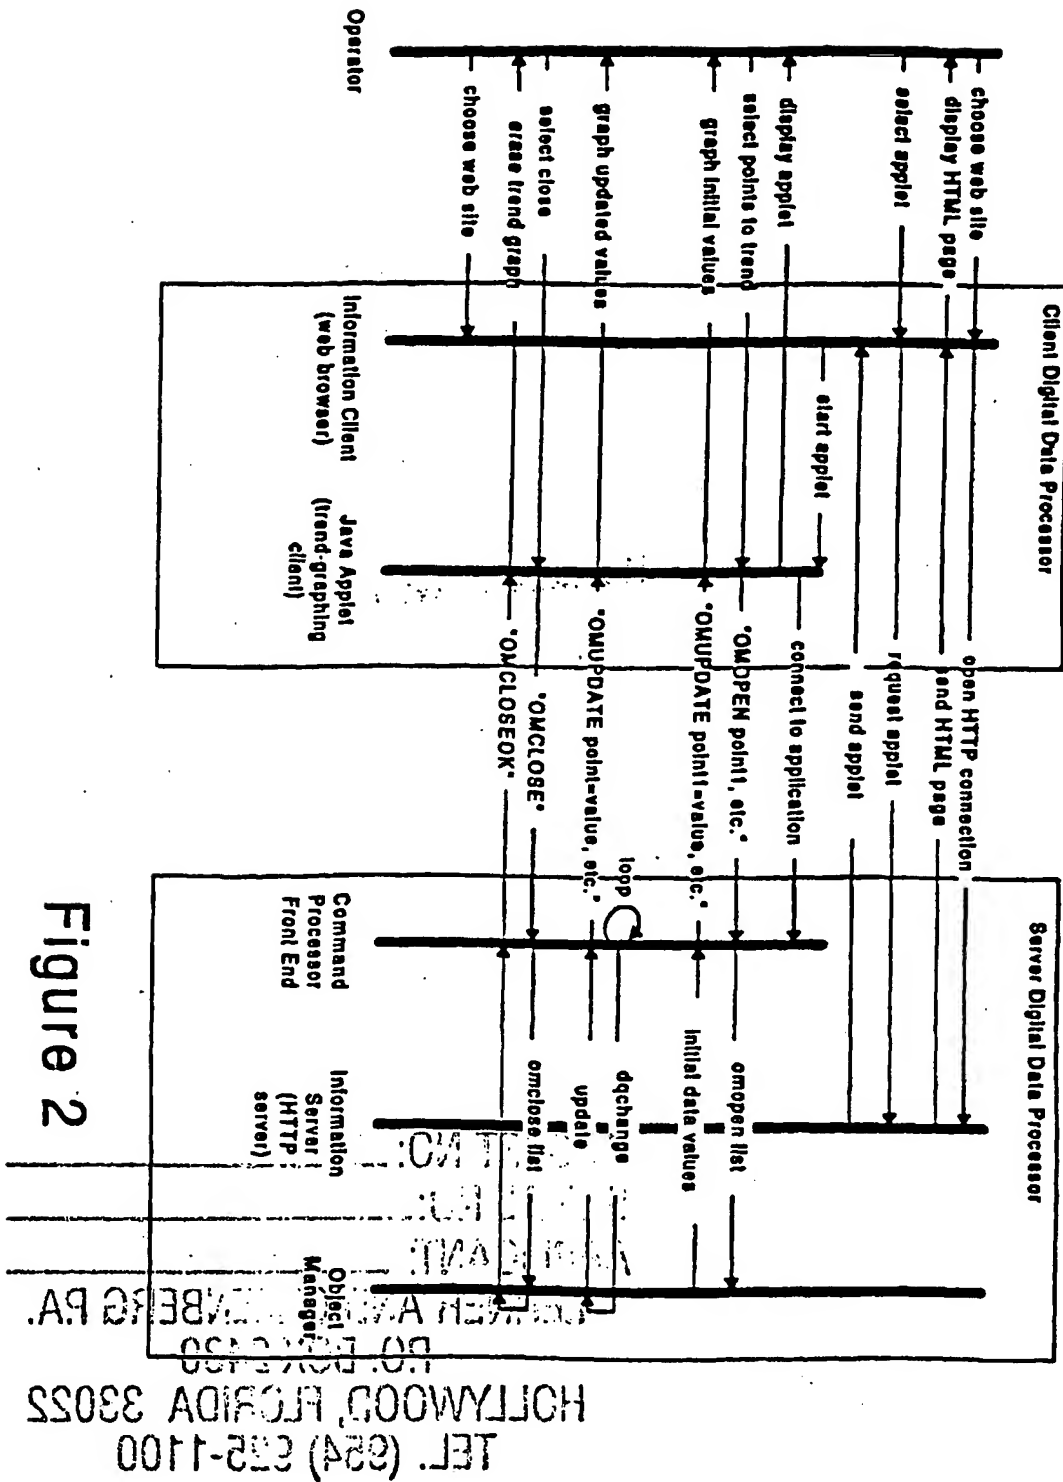 Client Digital Data Processor
Server Digital Data Processor
choose web site
open HTTP connection
display HTML page
send HTML page
select applet
request applet
send applet
start applet
connect to application
display applet
select points to trend
"OMOPEN point1, etc."
omopen list
graph initial values
"OMUPDATE point1=value, etc."
initial data values
loop
dqchange
graph updated values
"OMUPDATE point=value, etc."
update
select close
"OMCLOSE"
omclose list
erase trend graph
"OMCLOSEOK"
choose web site
Operator
Information Client
(web browser)
Java Applet
(trend-graphing
client)
Command
Processor
Front End
Information
Server
(HTTP
server)
Object
Manager
Figure 2
P.A.
P.O. BOX
HOLLYWOOD, FLORIDA 33022
TEL. (954) 925-1100